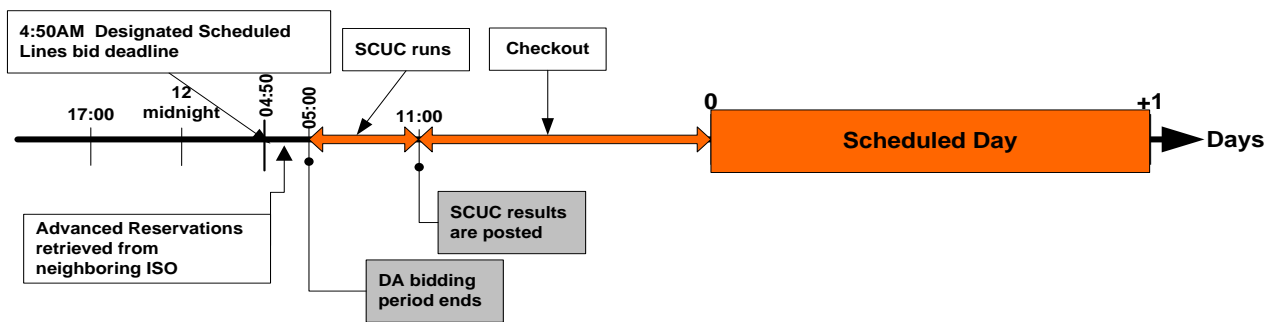 4:50AM  Designated Scheduled
Lines bid deadline
SCUC runs
Checkout
17:00
12
midnight
04:50
05:00
11:00
0
+1
Scheduled Day
Days
Advanced Reservations
retrieved from
neighboring ISO
SCUC results
are posted
DA bidding
period ends